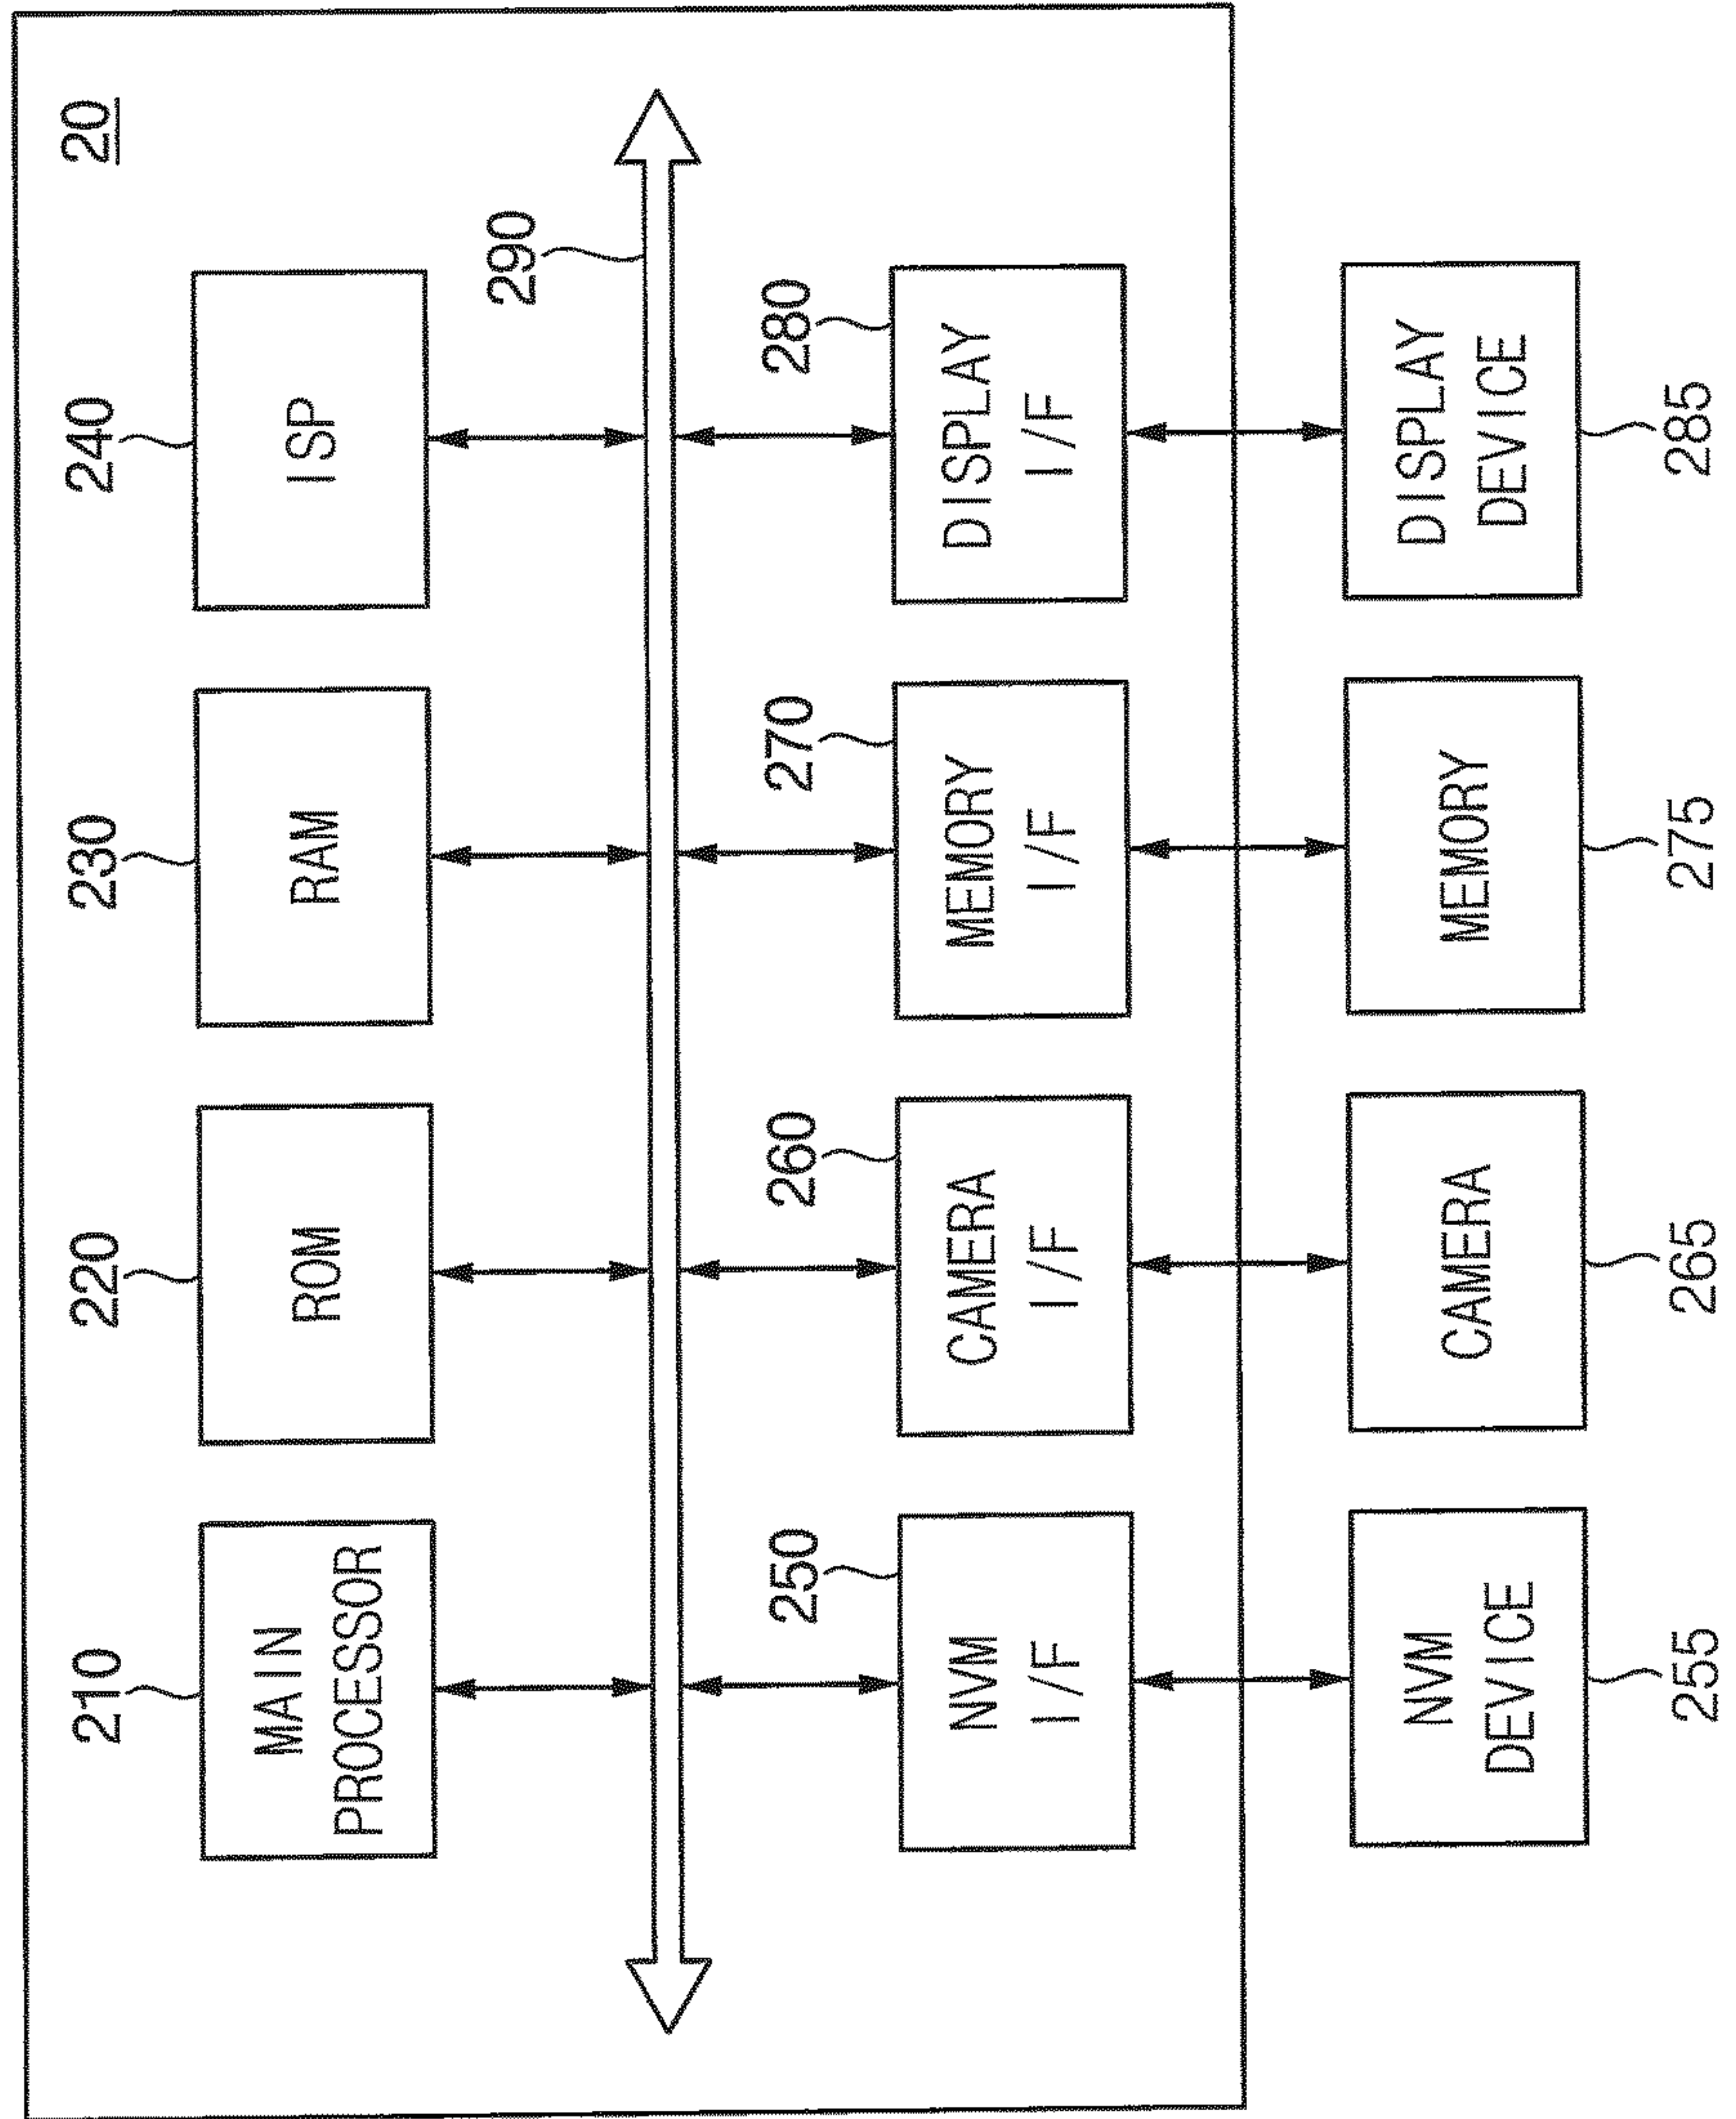 20
210
220
230
240
MAIN
PROCESSOR
ROM
RAM
ISP
290
250
260
270
280
NVM
I/F
CAMERA
I/F
MEMORY
I/F
DISPLAY
I/F
NVM
DEVICE
CAMERA
MEMORY
DISPLAY
DEVICE
255
265
275
285